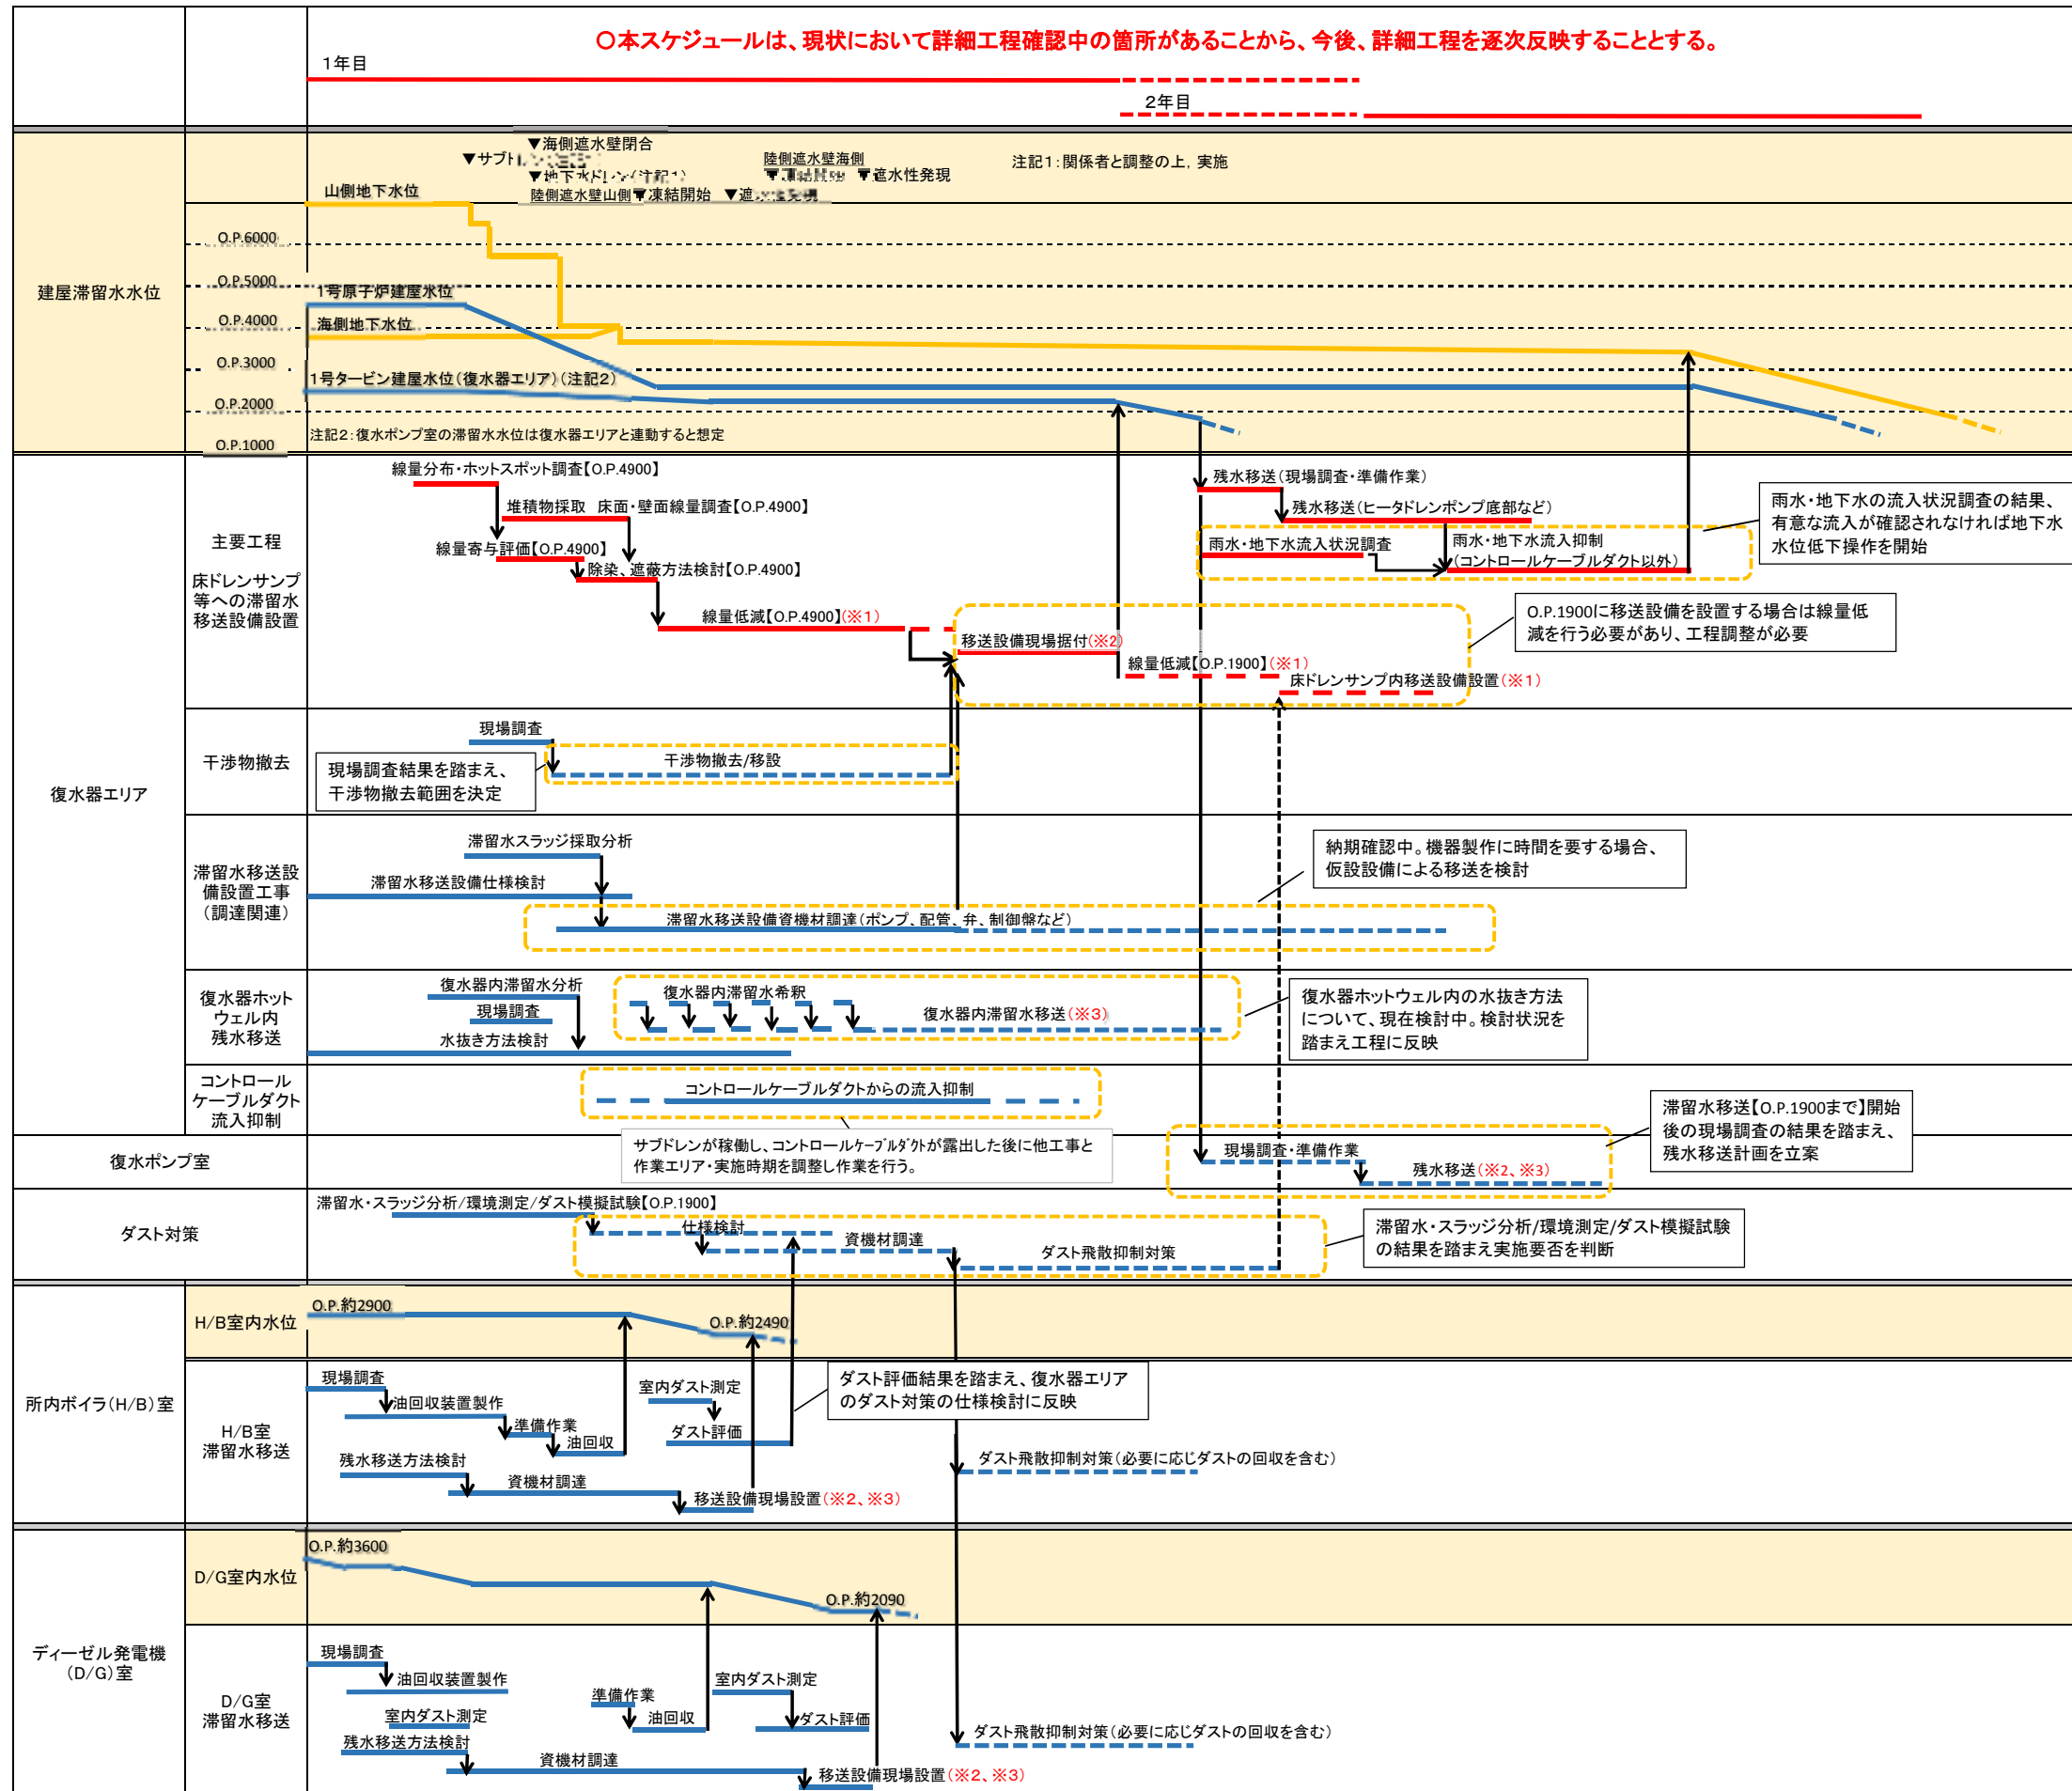 〇本スケジュールは、現状において詳細工程確認中の箇所があることから、今後、詳細工程を逐次反映することとする。
1年目
2年目
▼海側遮水壁閉合
▼サブド
陸側遮水壁海側
注記1：関係者と調整の上，実施
▼地下水ドレン（注記1）
▼遮水性発現
陸側遮水壁山側▼凍結開始
山側地下水位
建屋滞留水水位
O.P.6000
O.P.5000
O.P.4000
O.P.3000
O.P.2000
O.P.1000
1号原子炉建屋水位
海側地下水位
1号タービン建屋水位（復水器エリア）（注記2）
注記2：復水ポンプ室の滞留水水位は復水器エリアと連動すると想定
復水器エリア
主要工程
床ドレンサンプ
等への滞留水
移送設備設置
線量分布・ホットスポット調査【O.P.4900】
堆積物採取　床面・壁面線量調査【O.P.4900】
線量寄与評価【O.P.4900】
除染、遮蔽方法検討【O.P.4900】
線量低減【O.P.4900】（※1）
移送設備現場据付（※2）
線量低減【O.P.1900】（※1）
床ドレンサンプ内移送設備設置（※1）
残水移送（現場調査・準備作業）
残水移送（ヒータドレンポンプ底部など）
雨水・地下水流入状況調査
雨水・地下水流入抑制
（コントロールケーブルダクト以外）
雨水・地下水の流入状況調査の結果、
有意な流入が確認されなければ地下水
水位低下操作を開始
O.P.1900に移送設備を設置する場合は線量低
減を行う必要があり、工程調整が必要
干渉物撤去
現場調査
干渉物撤去/移設
現場調査結果を踏まえ、
干渉物撤去範囲を決定
滞留水移送設
備設置工事
（調達関連）
滞留水スラッジ採取分析
滞留水移送設備仕様検討
滞留水移送設備資機材調達（ポンプ、配管、弁、制御盤など）
納期確認中。機器製作に時間を要する場合、
仮設設備による移送を検討
復水器ホット
ウェル内
残水移送
復水器内滞留水分析
現場調査
水抜き方法検討
復水器内滞留水希釈
復水器内滞留水移送（※3）
復水器ホットウェル内の水抜き方法
について、現在検討中。検討状況を
踏まえ工程に反映
コントロール
ケーブルダクト
流入抑制
コントロールケーブルダクトからの流入抑制
サブドレンが稼働し、コントロールケーブルダクトが露出した後に他工事と
作業エリア・実施時期を調整し作業を行う。
復水ポンプ室
現場調査・準備作業
残水移送（※2、※3）
滞留水移送【O.P.1900まで】開始
後の現場調査の結果を踏まえ、
残水移送計画を立案
ダスト対策
滞留水・スラッジ分析/環境測定/ダスト模擬試験【O.P.1900】
仕様検討
資機材調達
ダスト飛散抑制対策
滞留水・スラッジ分析/環境測定/ダスト模擬試験
の結果を踏まえ実施要否を判断
所内ボイラ（H/B）室
H/B室内水位
O.P.約2900
O.P.約2490
H/B室
滞留水移送
現場調査
油回収装置製作
準備作業
油回収
室内ダスト測定
ダスト評価
残水移送方法検討
資機材調達
移送設備現場設置（※2、※3）
ダスト評価結果を踏まえ、復水器エリア
のダスト対策の仕様検討に反映
ダスト飛散抑制対策（必要に応じダストの回収を含む）
ディーゼル発電機
（D/G）室
D/G室内水位
O.P.約3600
O.P.約2090
D/G室
滞留水移送
現場調査
油回収装置製作
室内ダスト測定
残水移送方法検討
準備作業
油回収
室内ダスト測定
ダスト評価
資機材調達
移送設備現場設置（※2、※3）
ダスト飛散抑制対策（必要に応じダストの回収を含む）